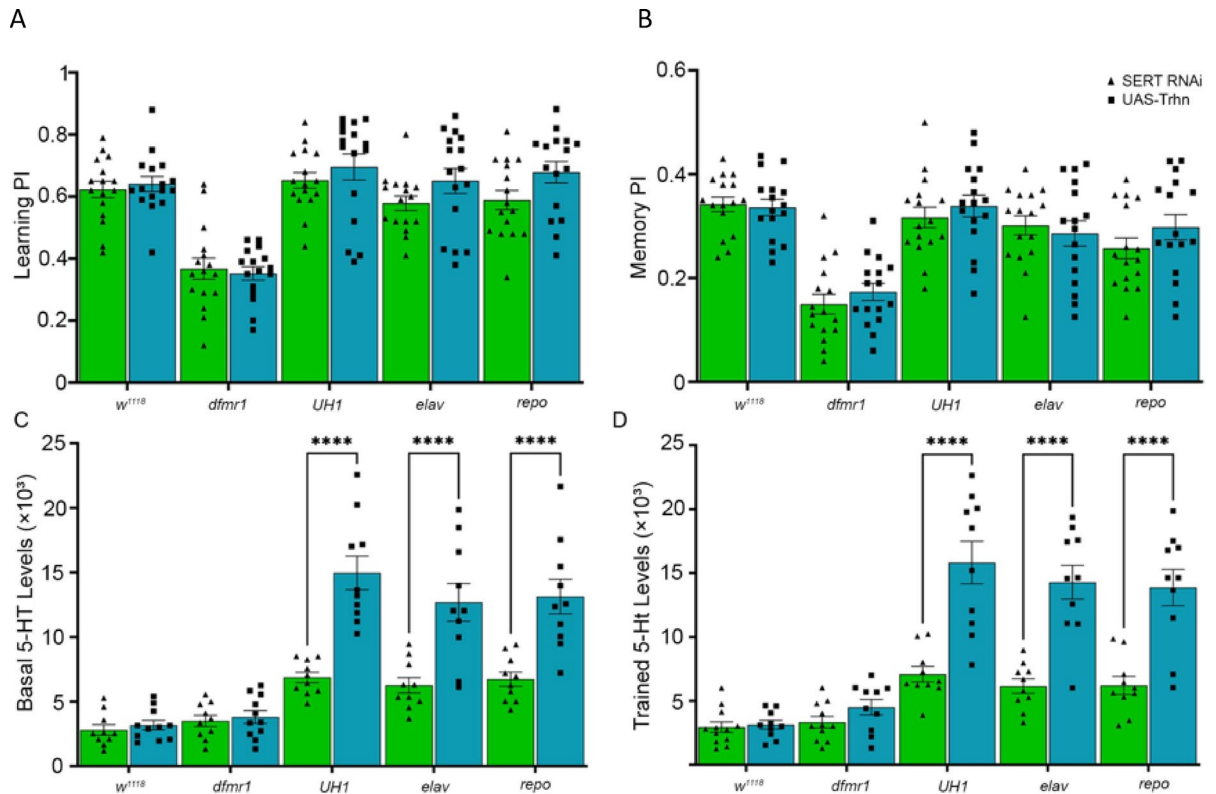 A
B
Learning PI
1
0.8
0.6
0.4
0.2
0
w¹¹¹⁸ dfmr1 UH1 elav repo
Memory PI
0.6
0.4
0.2
0
▲ SERT RNAi
■ UAS-Trhn
w¹¹¹⁸ dfmr1 UH1 elav repo
C
Basal 5-HT Levels (×10³)
25
20
15
10
5
0
**** **** ****
w¹¹¹⁸ dfmr1 UH1 elav repo
D
Trained 5-Ht Levels (×10³)
25
20
15
10
5
**** **** ****
w¹¹¹⁸ dfmr1 UH1 elav repo